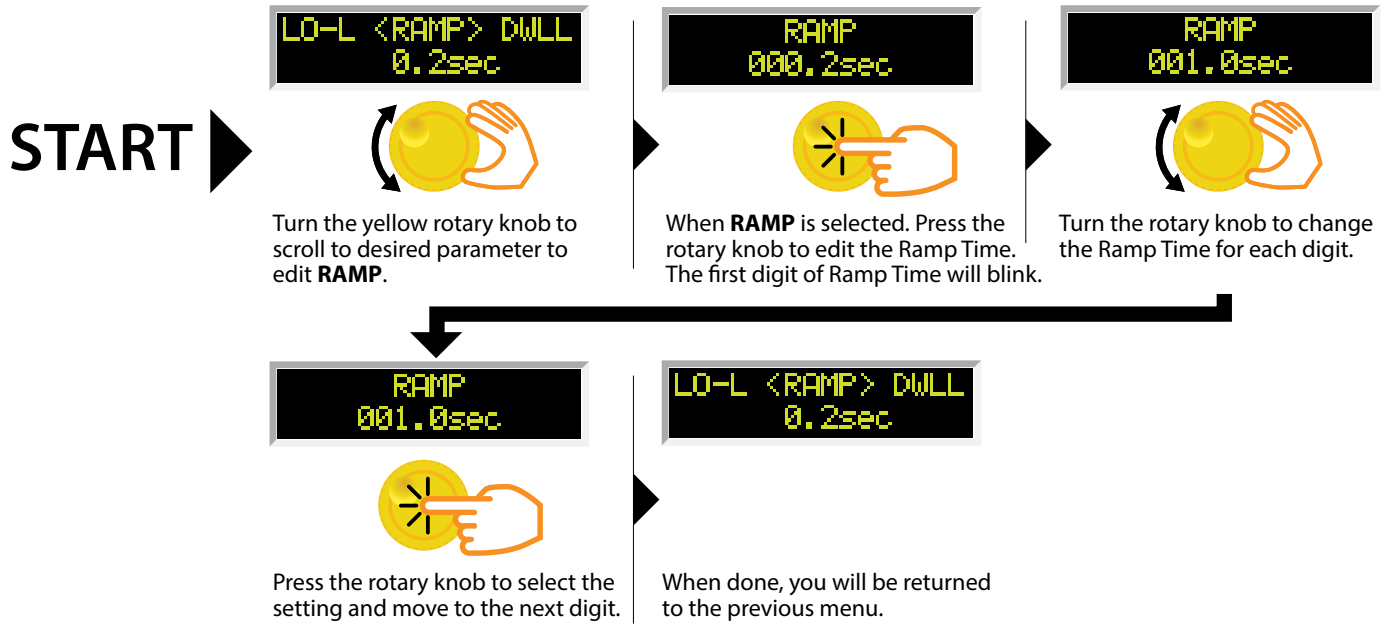 START
LO-L <RAMP> DWLL
0.2sec
Turn the yellow rotary knob to
scroll to desired parameter to
edit RAMP.
RAMP
000.2sec
When RAMP is selected. Press the
rotary knob to edit the Ramp Time.
The first digit of Ramp Time will blink.
RAMP
001.0sec
Turn the rotary knob to change
the Ramp Time for each digit.
RAMP
001.0sec
Press the rotary knob to select the
setting and move to the next digit.
LO-L <RAMP> DWLL
0.2sec
When done, you will be returned
to the previous menu.